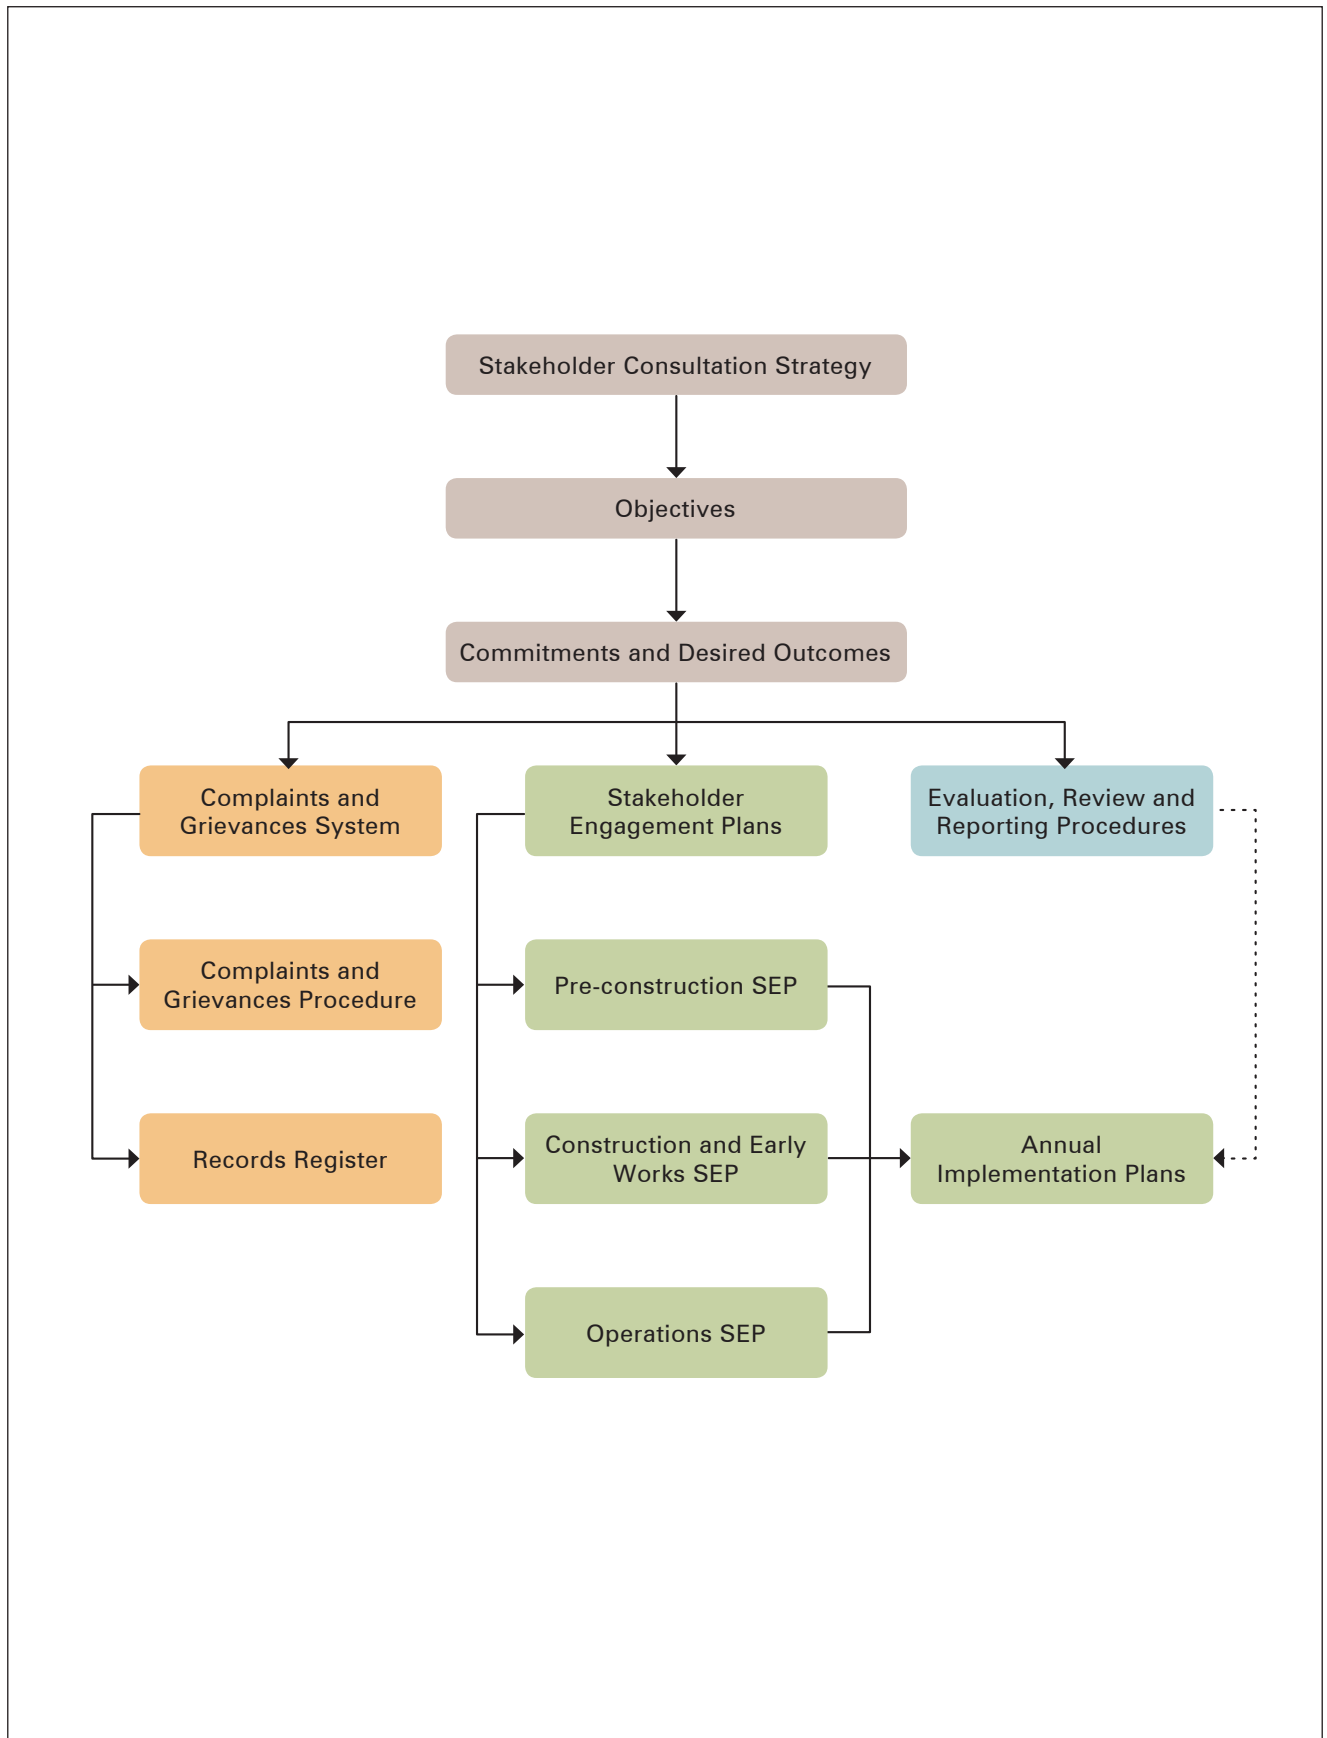 Stakeholder Consultation Strategy
Objectives
Commitments and Desired Outcomes
Complaints and
Grievances System
Stakeholder
Engagement Plans
Evaluation, Review and
Reporting Procedures
Complaints and
Grievances Procedure
Pre-construction SEP
Records Register
Construction and Early
Works SEP
Annual
Implementation Plans
Operations SEP